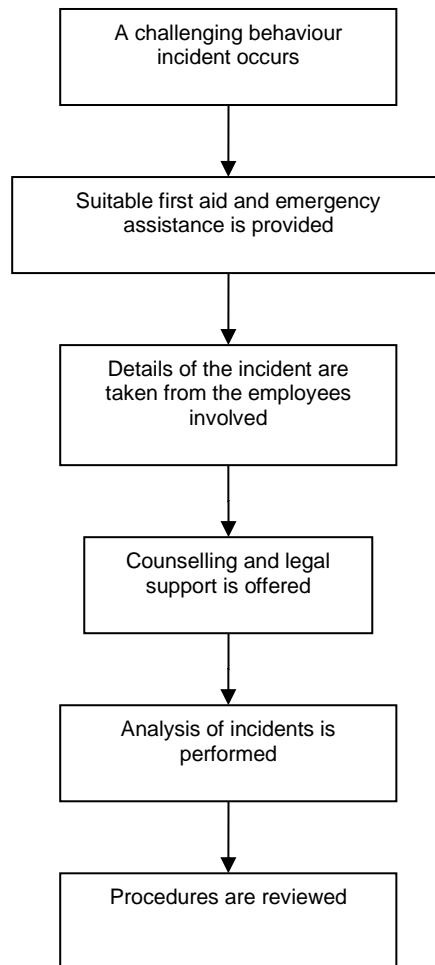 A challenging behaviour
incident occurs
Suitable first aid and emergency
assistance is provided
Details of the incident are
taken from the employees
involved
Counselling and legal
support is offered
Analysis of incidents is
performed
Procedures are reviewed